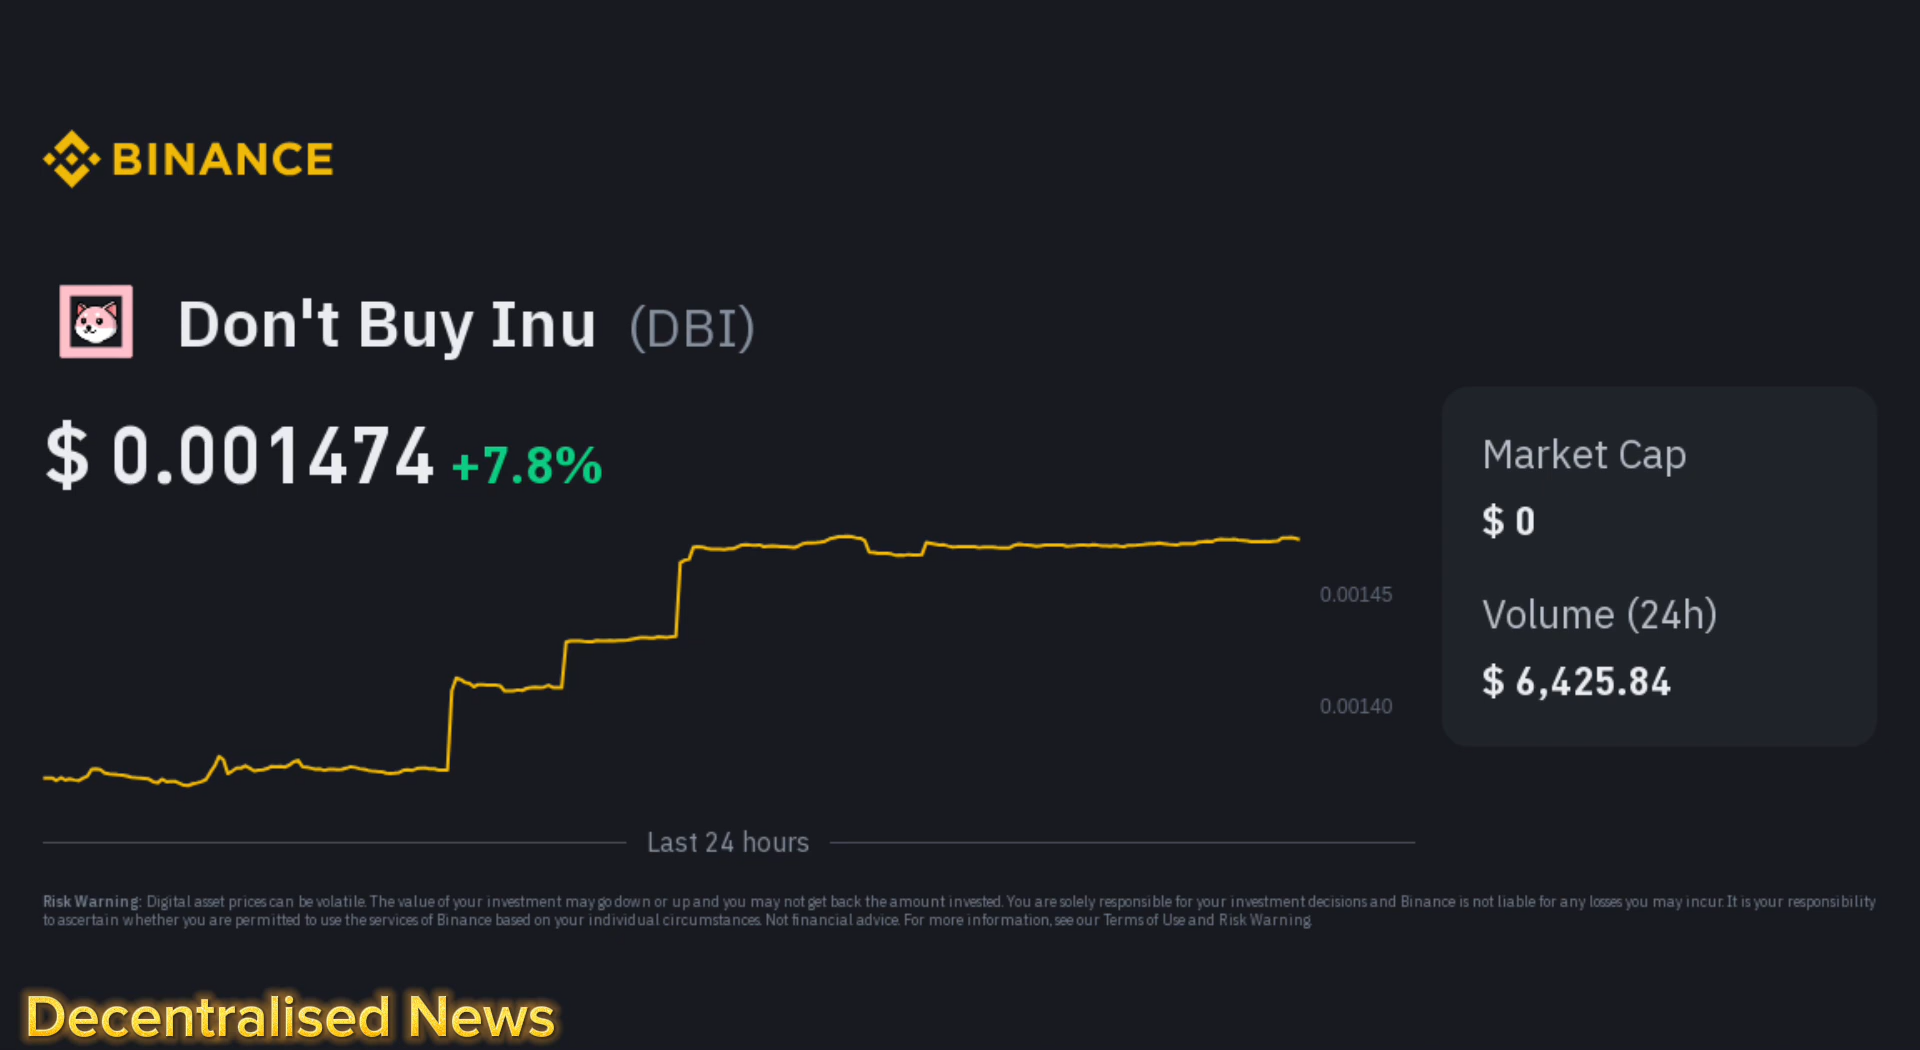 BINANCE
Don't Buy Inu (DBI)
$ 0.001474 +7.8%
Market Cap
$ 0
Volume (24h)
$ 6,425.84
0.00145
0.00140
Last 24 hours
Risk Warning: Digital asset prices can be volatile. The value of your investment may go down or up and you may not get back the amount invested. You are solely responsible for your investment decisions and Binance is not liable for any losses you may incur. It is your responsibility
to ascertain whether you are permitted to use the services of Binance based on your individual circumstances. Not financial advice. For more information, see our Terms of Use and Risk Warning.
Decentralised News